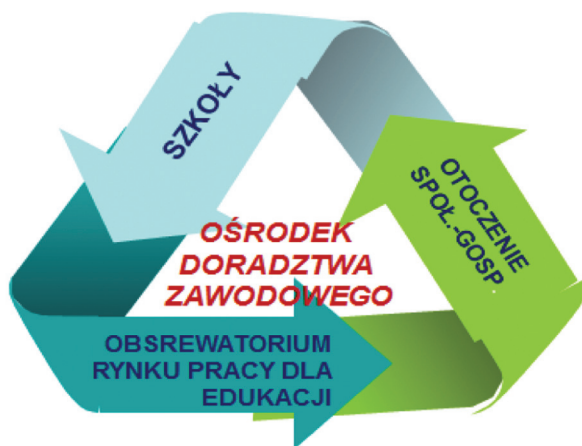 SZKOŁY
OTOCZENIE
SPOŁ.-GOSP
OŚRODEK
DORADZTWA
ZAWODOWEGO
OBSREWATORIUM
RYNKU PRACY DLA
EDUKACJI